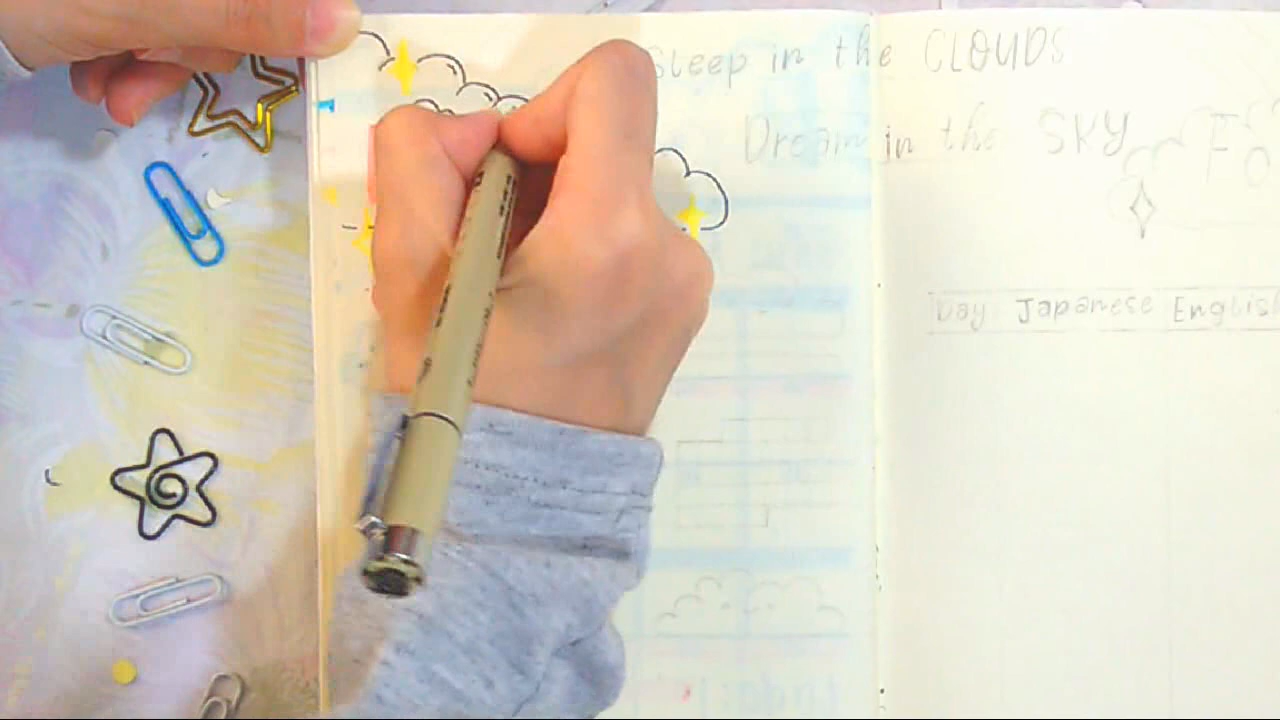 Sleep in the CLOUDS
Dream in the SKY
Day Japanese English